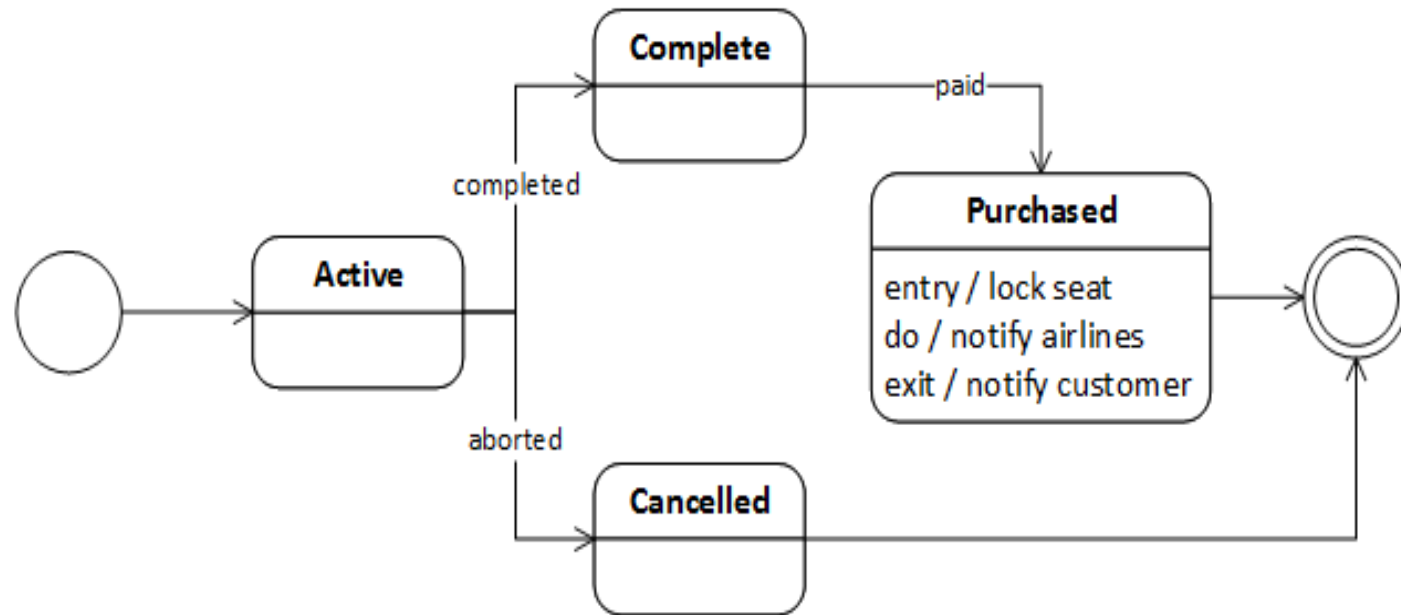 Complete
paid
completed
Purchased
Active
entry / lock seat
do / notify airlines
exit / notify customer
aborted
Cancelled